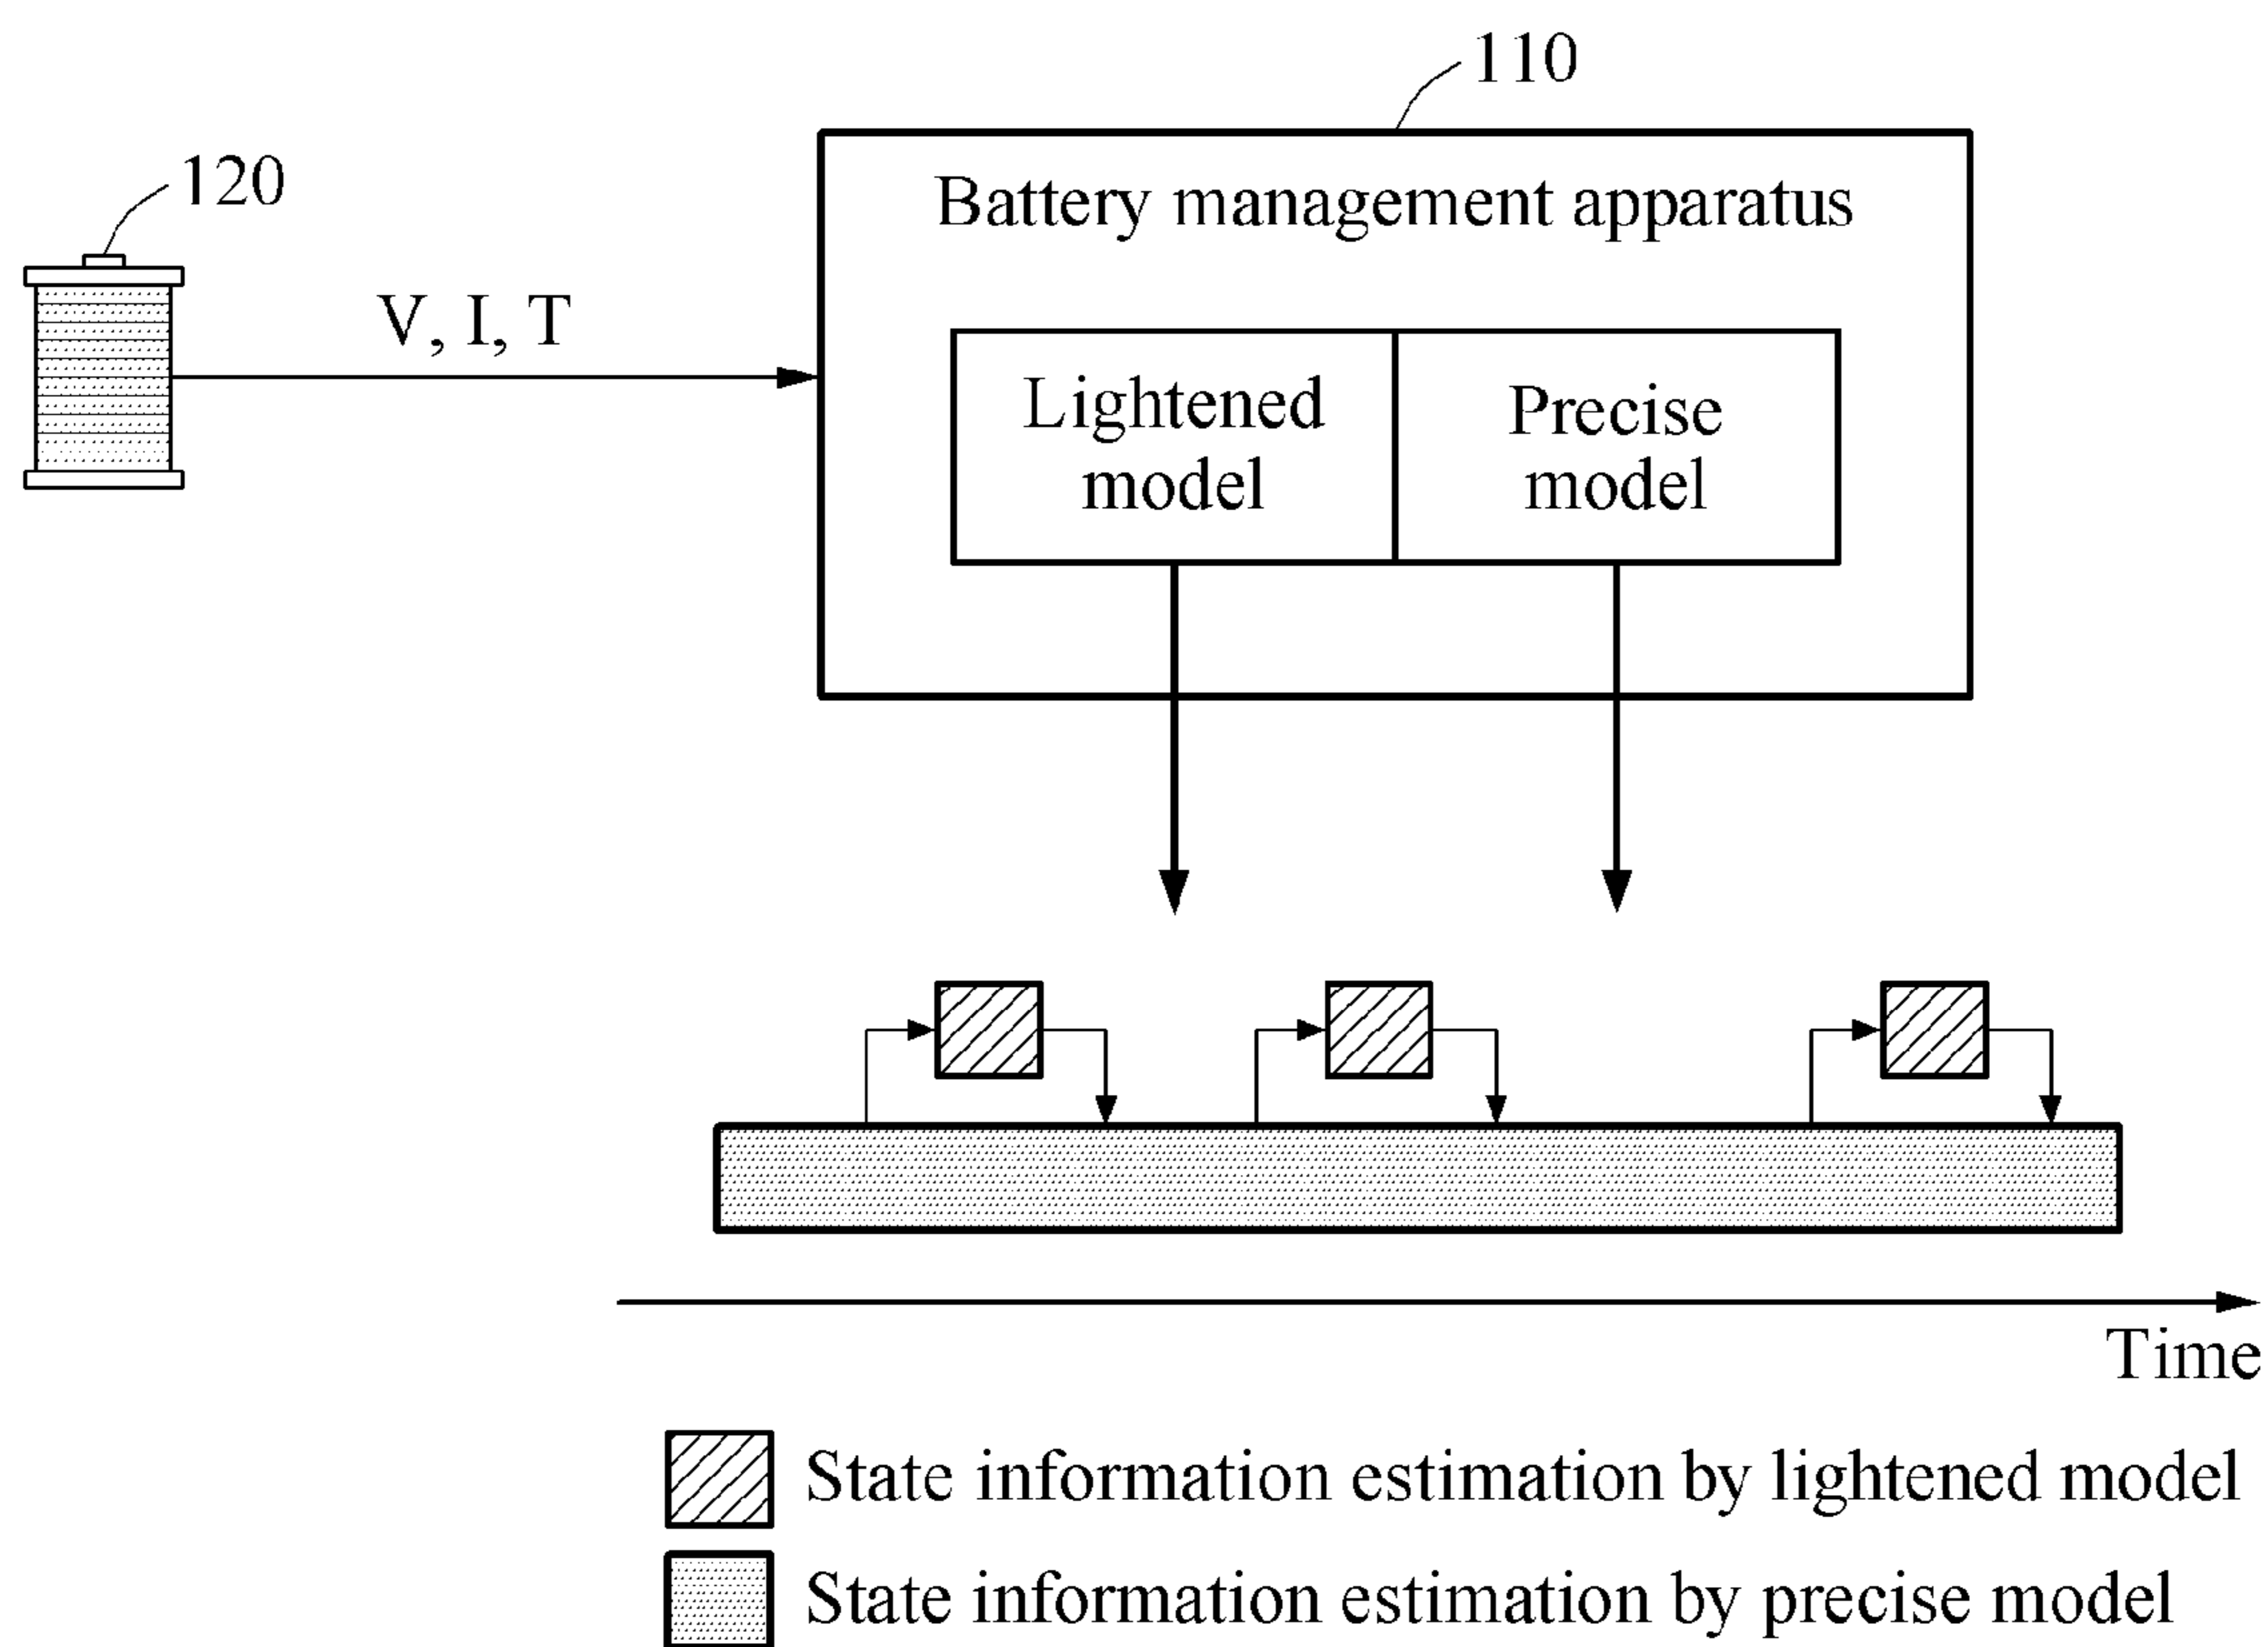 110
120
Battery management apparatus
V, I, T
Lightened
model
Precise
model
Time
State information estimation by lightened model
State information estimation by precise model